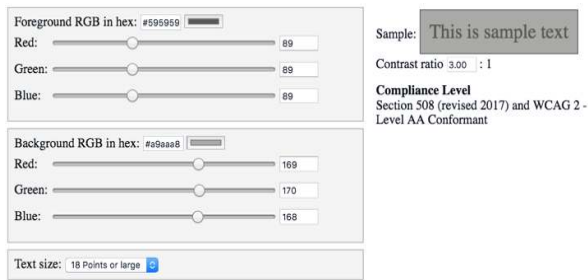 Foreground RGB in hex: #595959
Red: 89
Green: 89
Blue: 89
Background RGB in hex: #a9aaa8
Red: 169
Green: 170
Blue: 168
Text size: 18 Points or large
Sample: This is sample text
Contrast ratio 3.00 : 1
Compliance Level
Section 508 (revised 2017) and WCAG 2 -
Level AA Conformant